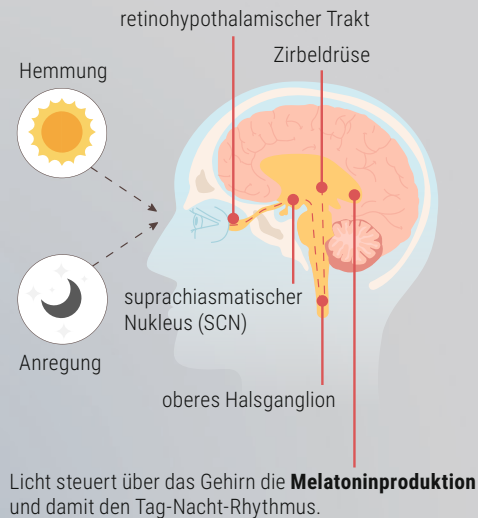 retinohypothalamischer Trakt
Zirbeldrüse
Hemmung
suprachiasmatischer
Nukleus (SCN)
Anregung
oberes Halsganglion
Licht steuert über das Gehirn die Melatoninproduktion
und damit den Tag-Nacht-Rhythmus.